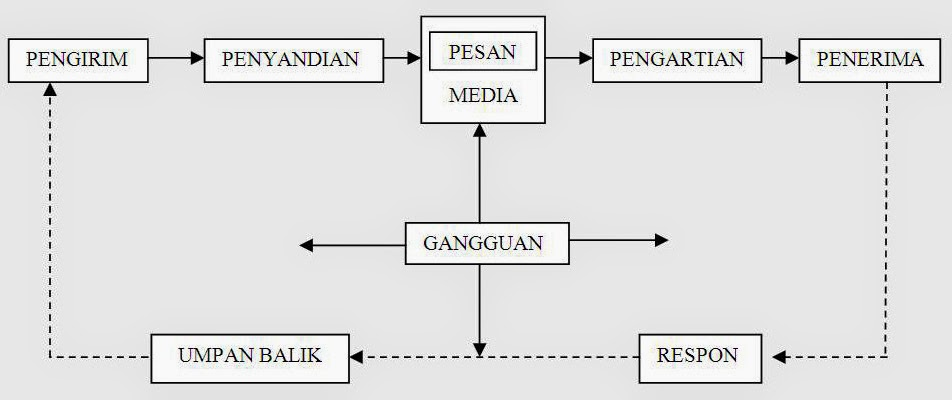 PENGIRIM
PENYANDIAN
PESAN
MEDIA
PENGARTIAN
PENERIMA
GANGGUAN
UMPAN BALIK
RESPON